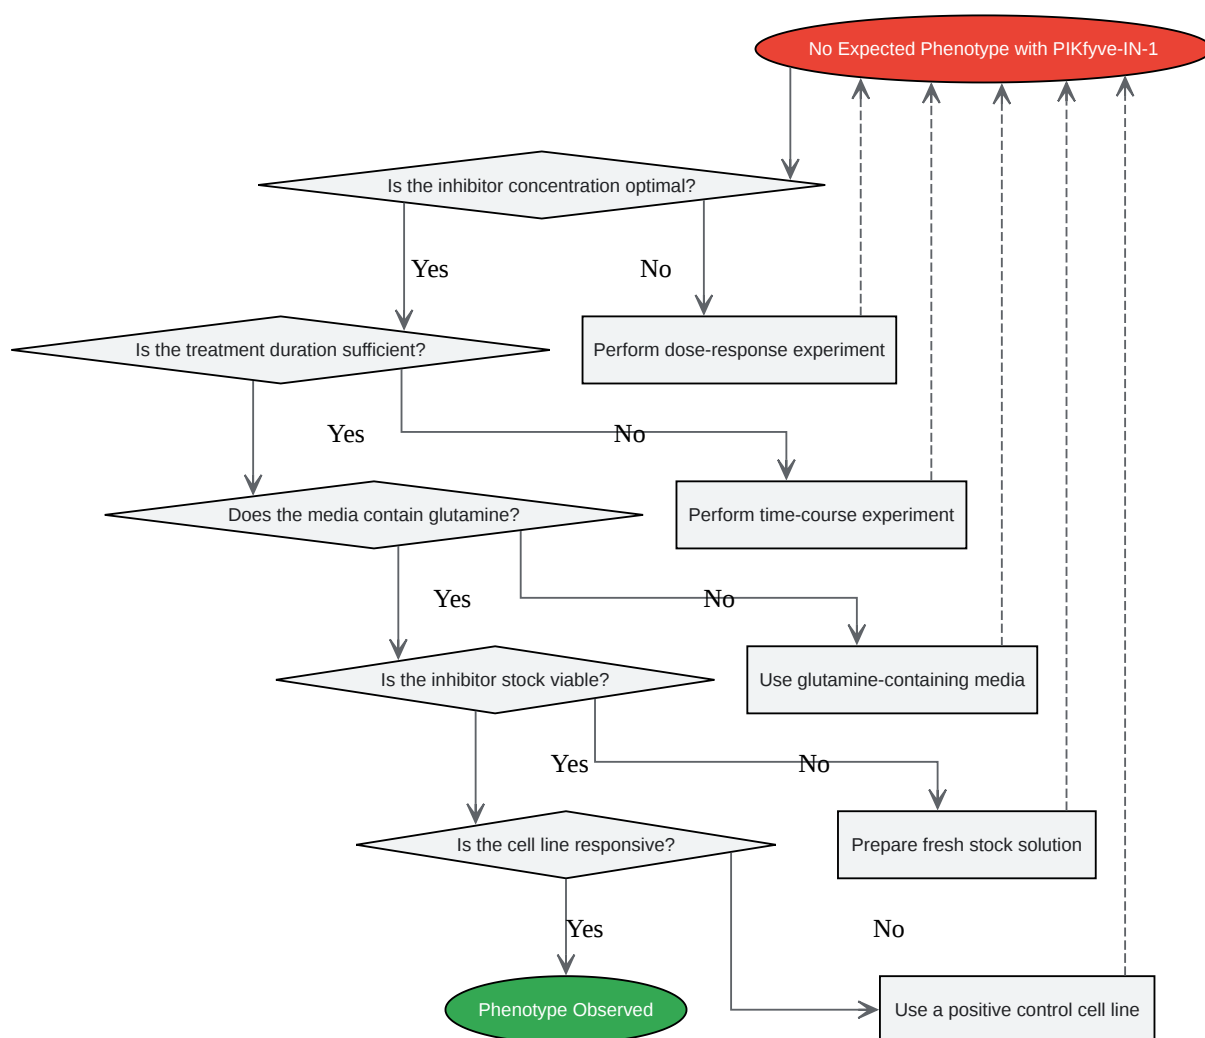 No Expected Phenotype with PIKfyve-IN-1
Is the inhibitor concentration optimal?
Yes
No
Is the treatment duration sufficient?
Perform dose-response experiment
Yes
No
Does the media contain glutamine?
Perform time-course experiment
Yes
No
Is the inhibitor stock viable?
Use glutamine-containing media
Yes
No
Is the cell line responsive?
Prepare fresh stock solution
Yes
No
Phenotype Observed
Use a positive control cell line